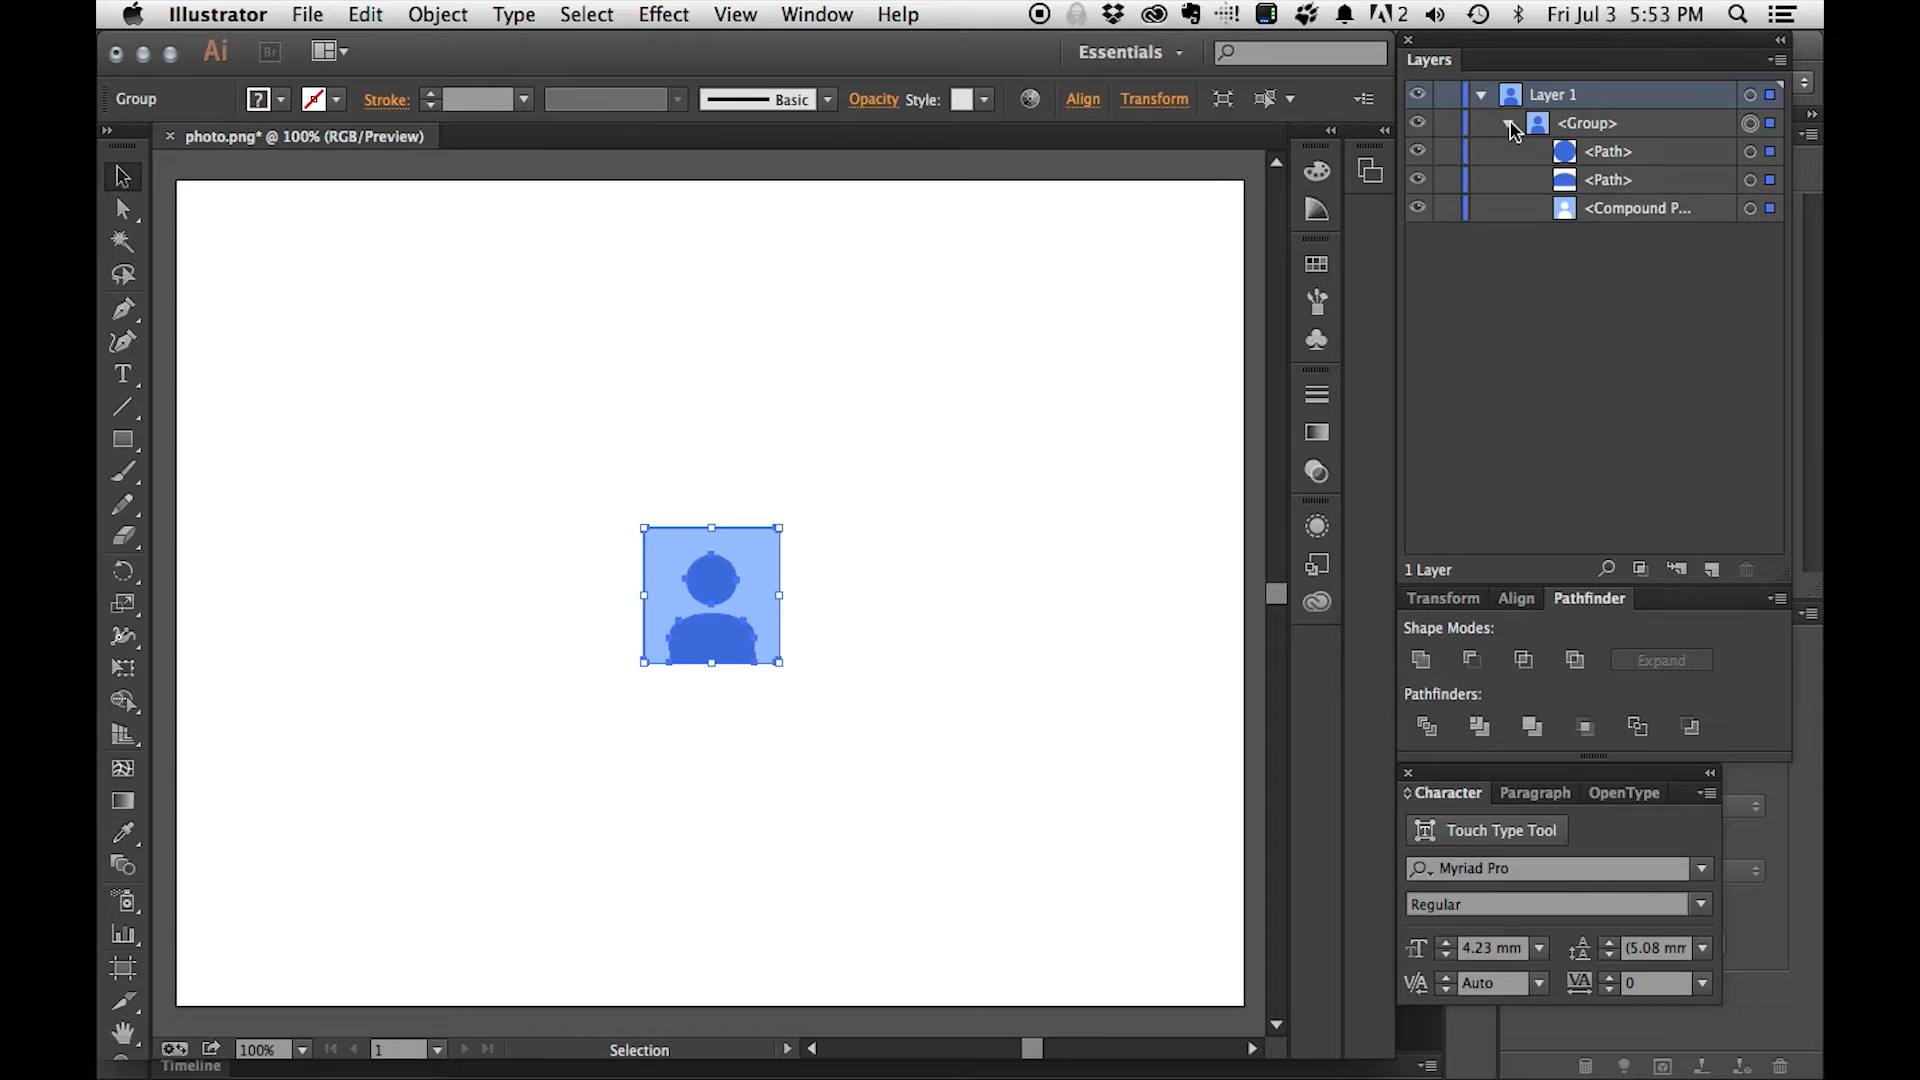 Illustrator File Edit Object Type Select Effect View Window Help 2 Fri Jul 3 5:53 PM
Ai Br Essentials
Layers
Group ? Stroke: Basic Opacity Style: Align Transform
Layer 1
<Group>
photo.png* @ 100% (RGB/Preview)
<Path>
<Path>
<Compound P...
1 Layer
Transform Align Pathfinder
Shape Modes:
Expand
Pathfinders:
Character Paragraph OpenType
Touch Type Tool
Myriad Pro
Regular
4.23 mm (5.08 mm
Auto 0
100% 1 Selection
Timeline